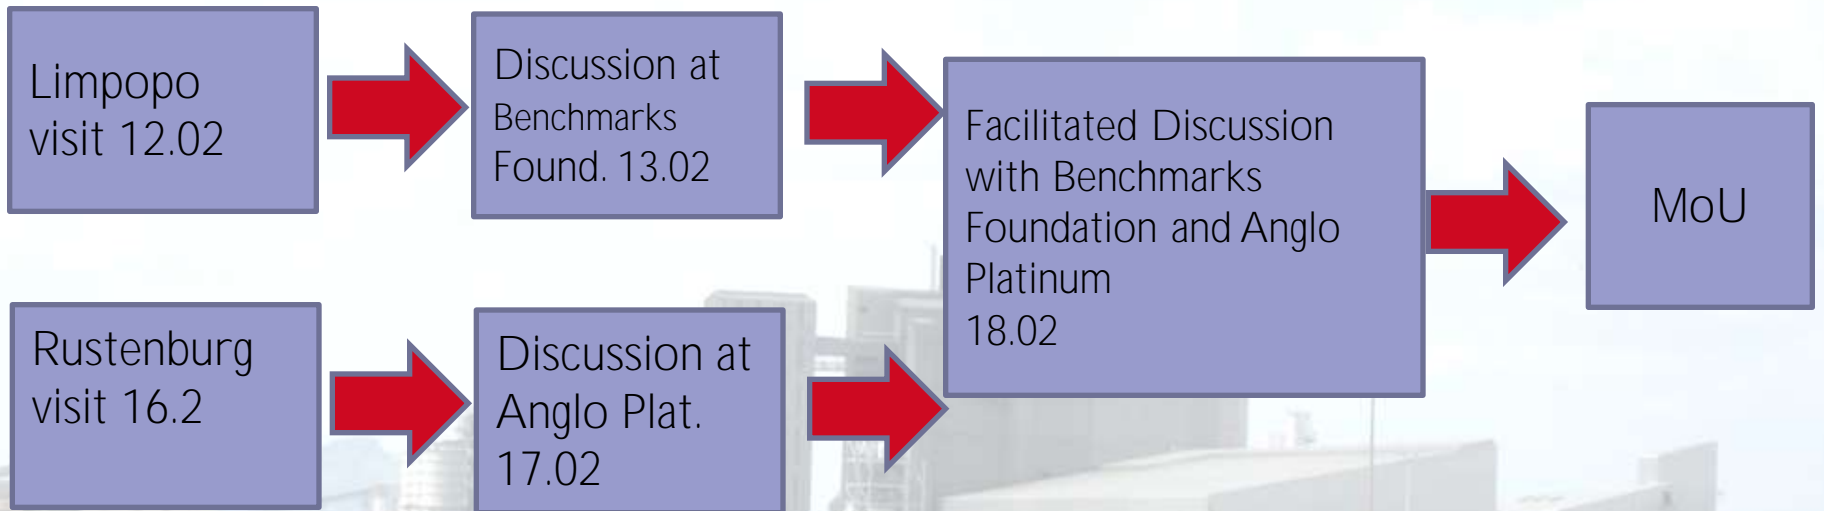 Limpopo
visit 12.02
Discussion at
Benchmarks
Found. 13.02
Facilitated Discussion
with Benchmarks
Foundation and Anglo
Platinum
18.02
MoU
Rustenburg
visit 16.2
Discussion at
Anglo Plat.
17.02